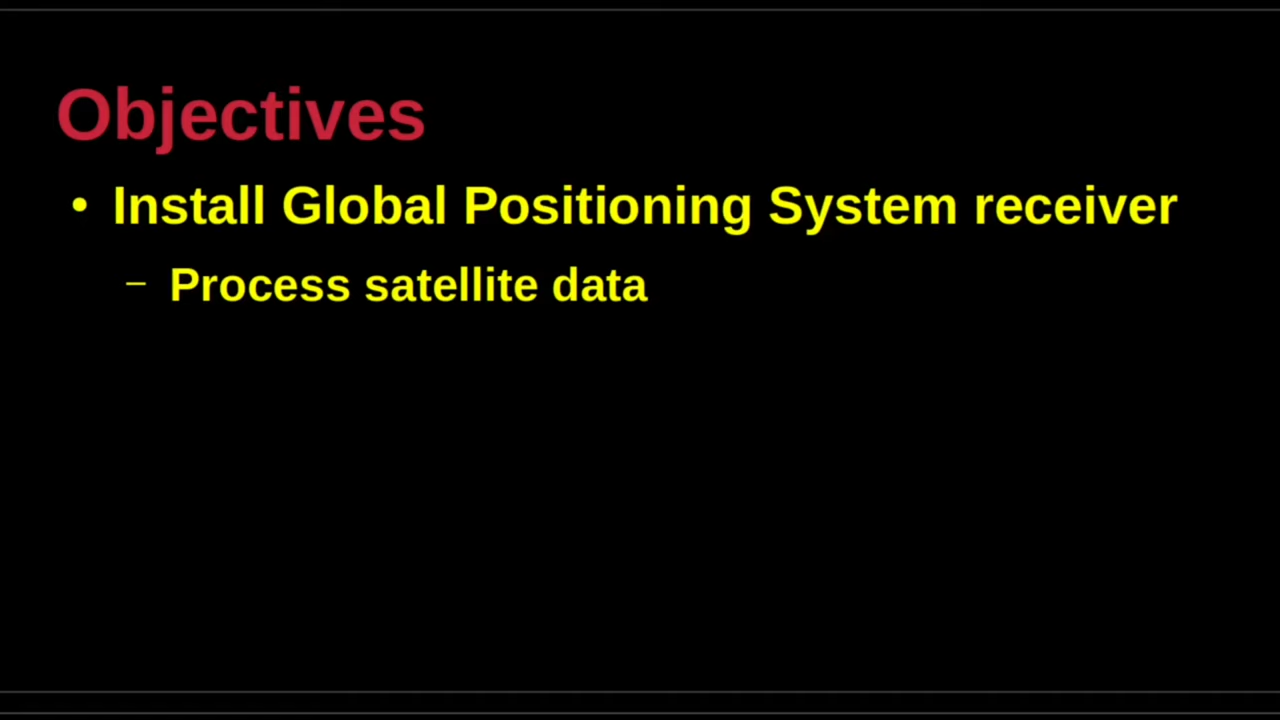 Objectives
• Install Global Positioning System receiver
– Process satellite data